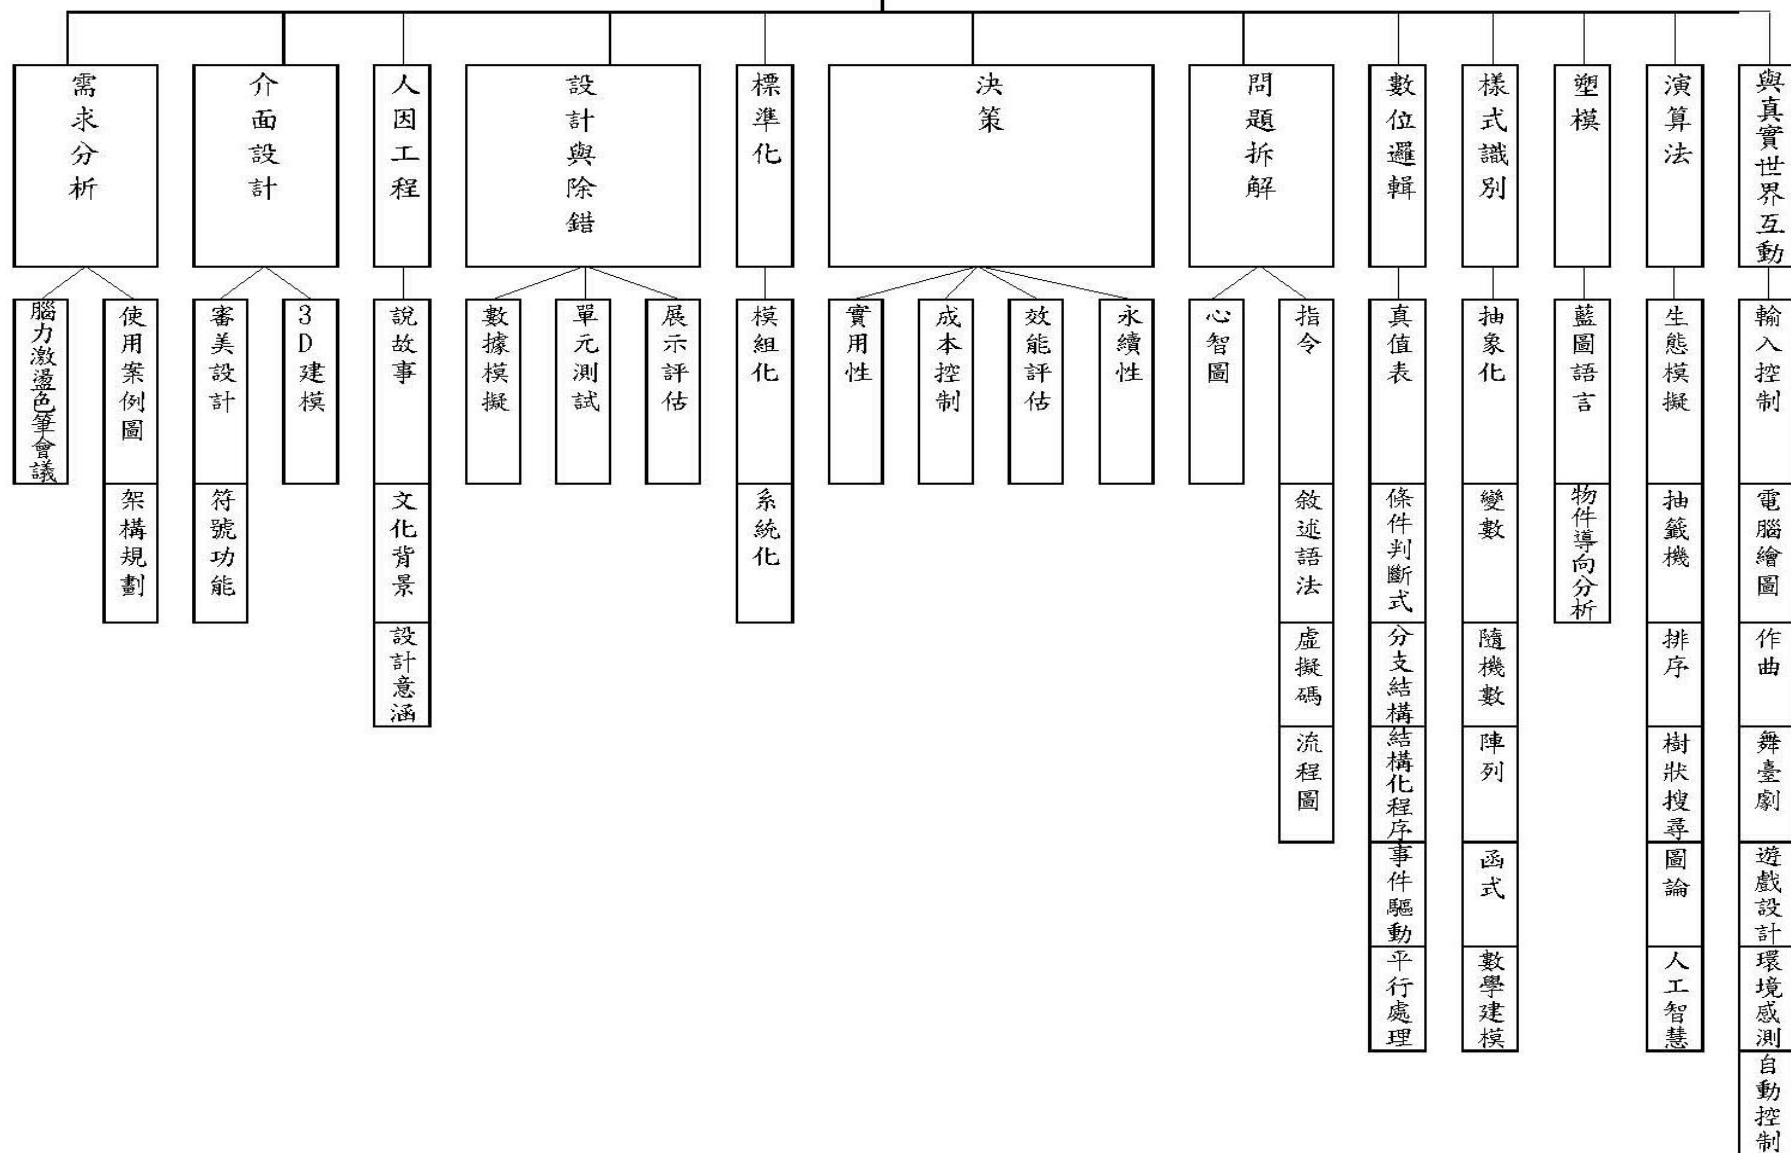 需求分析
介面設計
人因工程
設計與除錯
標準化
決策
問題拆解
數位邏輯
樣式識別
塑模
演算法
與真實世界互動
腦力激盪色筆會議
使用案例圖
審美設計
3D建模
說故事
數據模擬
單元測試
展示評估
模組化
實用性
成本控制
效能評估
永續性
心智圖
指令
真值表
抽象化
藍圖語言
生態模擬
輸入控制
架構規劃
符號功能
文化背景
系統化
敘述語法
條件判斷式
變數
物件導向分析
抽籤機
電腦繪圖
設計意涵
虛擬碼
分支結構
隨機數
排序
作曲
流程圖
結構化程序
陣列
樹狀搜尋
舞臺劇
事件驅動
函式
圖論
遊戲設計
平行處理
數學建模
人工智慧
環境感測
自動控制